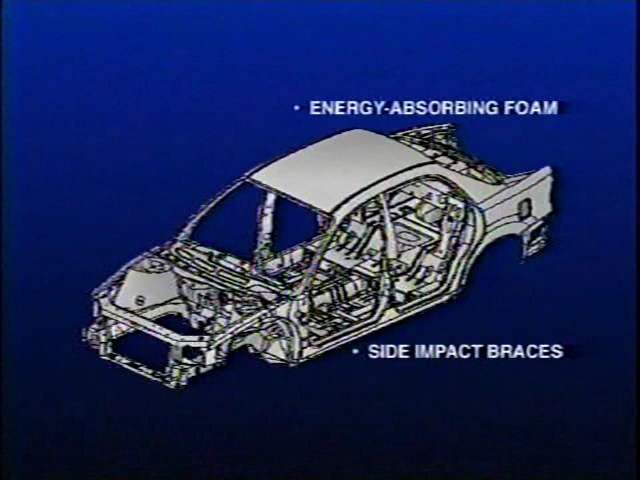 • ENERGY-ABSORBING FOAM
• SIDE IMPACT BRACES